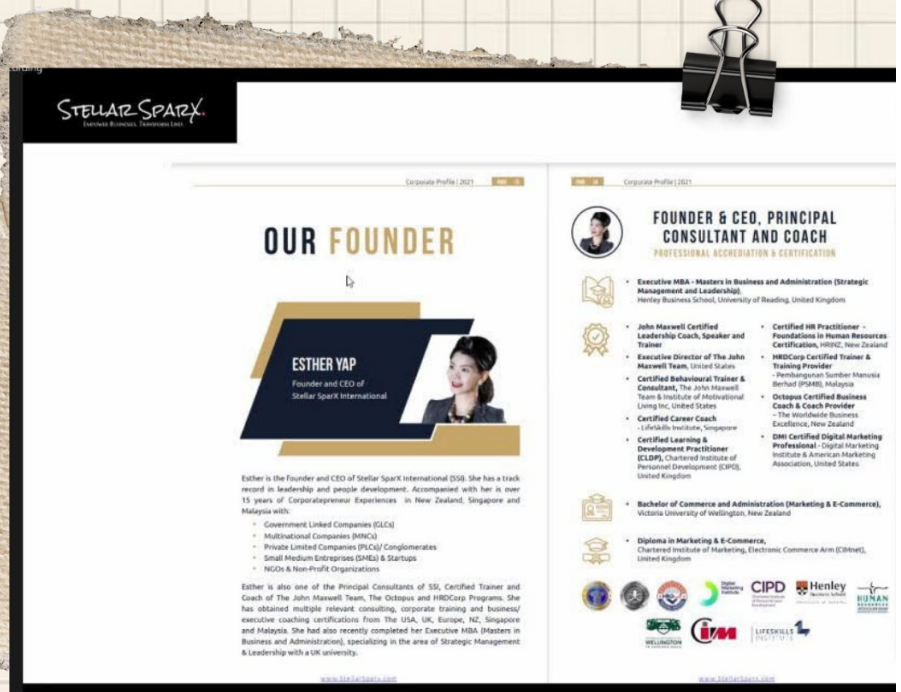 STELLAR SPARX.
EMPOWER BUSINESSES. TRANSFORM LIVES.
Corporate Profile | 2021
OUR FOUNDER
ESTHER YAP
Founder and CEO of
Stellar SparX International
Esther is the founder and CEO of Stellar SparX International (SSI). She has a track
record in leadership and people development. Accompanied with her is over
15 years of Corporatepreneur Experiences in New Zealand, Singapore and
Malaysia with:
• Government Linked Companies (GLCs)
• Multinational Companies (MNCs)
• Private Limited Companies (PLCs)/ Conglomerates
• Small Medium Entreprises (SMEs) & Startups
• NGOs & Non-Profit Organizations
Esther is also one of the Principal Consultants of SSI, Certified Trainer and
Coach of The John Maxwell Team, The Octopus and HRDCorp Programs. She
has obtained multiple relevant consulting, corporate training and business/
executive coaching certifications from The USA, UK, Europe, NZ, Singapore
and Malaysia. She had also recently completed her Executive MBA (Masters in
Business and Administration), specializing in the area of Strategic Management
& Leadership with a UK university.
www.StellarSparx.com
Corporate Profile | 2021
FOUNDER & CEO, PRINCIPAL
CONSULTANT AND COACH
PROFESSIONAL ACCREDIATION & CERTIFICATION
• Executive MBA - Masters in Business and Administration (Strategic
Management and Leadership),
Henley Business School, University of Reading, United Kingdom
• John Maxwell Certified
Leadership Coach, Speaker and
Trainer
• Executive Director of The John
Maxwell Team, United States
• Certified Behavioural Trainer &
Consultant, The John Maxwell
Team & Institute of Motivational
Living Inc, United States
• Certified Career Coach
- LifeSkills Institute, Singapore
• Certified Learning &
Development Practitioner
(CLDP), Chartered Institute of
Personnel Development (CIPD),
United Kingdom
• Certified HR Practitioner -
Foundations in Human Resources
Certification, HRINZ, New Zealand
• HRDCorp Certified Trainer &
Training Provider
- Pembangunan Sumber Manusia
Berhad (PSMB), Malaysia
• Octopus Certified Business
Coach & Coach Provider
– The Worldwide Business
Excellence, New Zealand
• DMI Certified Digital Marketing
Professional - Digital Marketing
Institute & American Marketing
Association, United States
• Bachelor of Commerce and Administration (Marketing & E-Commerce),
Victoria University of Wellington, New Zealand
• Diploma in Marketing & E-Commerce,
Chartered Institute of Marketing, Electronic Commerce Arm (CIMnet),
United Kingdom
Digital
Marketing
Institute
CIPD
Henley
Business School
HUMAN
RESOURCES
WELLINGTON
CIM
LIFESKILLS
INSTITUTE
www.StellarSparx.com